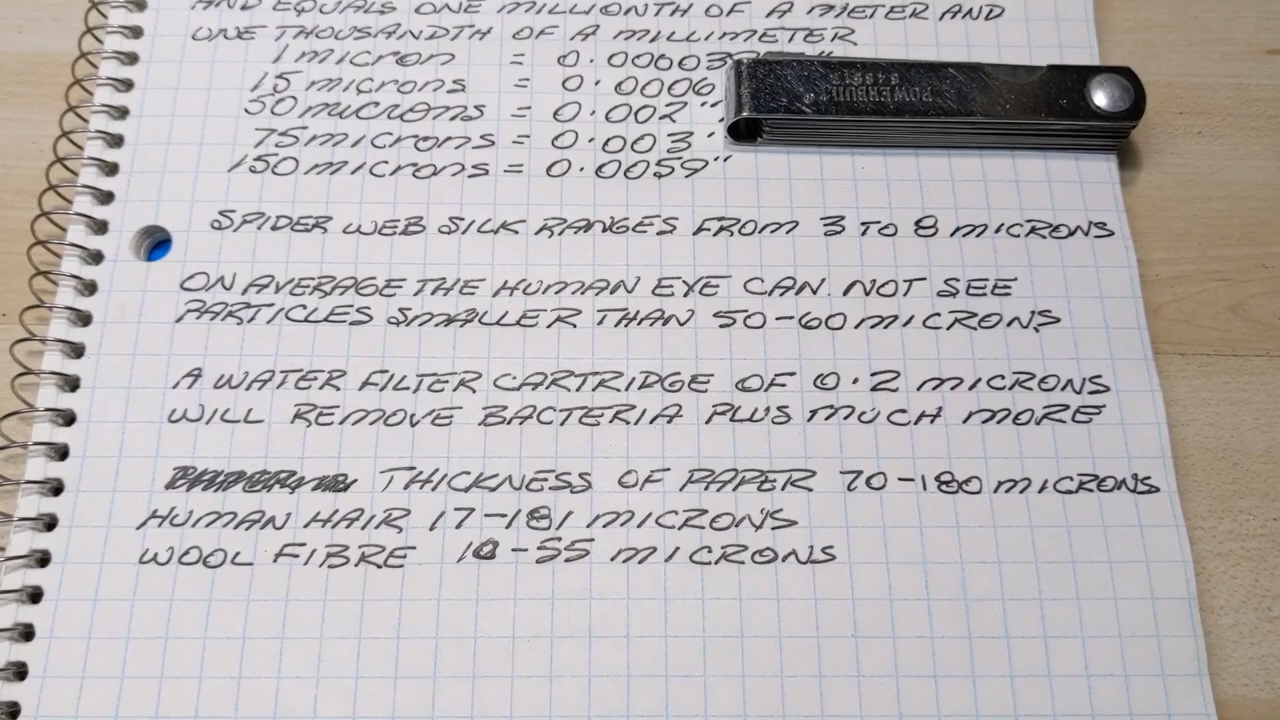 AND EQUALS ONE MILLIONTH OF A METER AND
ONE THOUSANDTH OF A MILLIMETER
1 micron = 0.00003
15 microns = 0.0006
50 microns = 0.002"
75 microns = 0.003"
150 microns = 0.0059"
POWERBUILT
SPIDER WEB SILK RANGES FROM 3 TO 8 MICRONS
ON AVERAGE THE HUMAN EYE CAN NOT SEE
PARTICLES SMALLER THAN 50-60 MICRONS
A WATER FILTER CARTRIDGE OF 0.2 MICRONS
WILL REMOVE BACTERIA PLUS MUCH MORE
THICKNESS OF PAPER 70-180 MICRONS
HUMAN HAIR 17-181 MICRONS
WOOL FIBRE 10-55 MICRONS